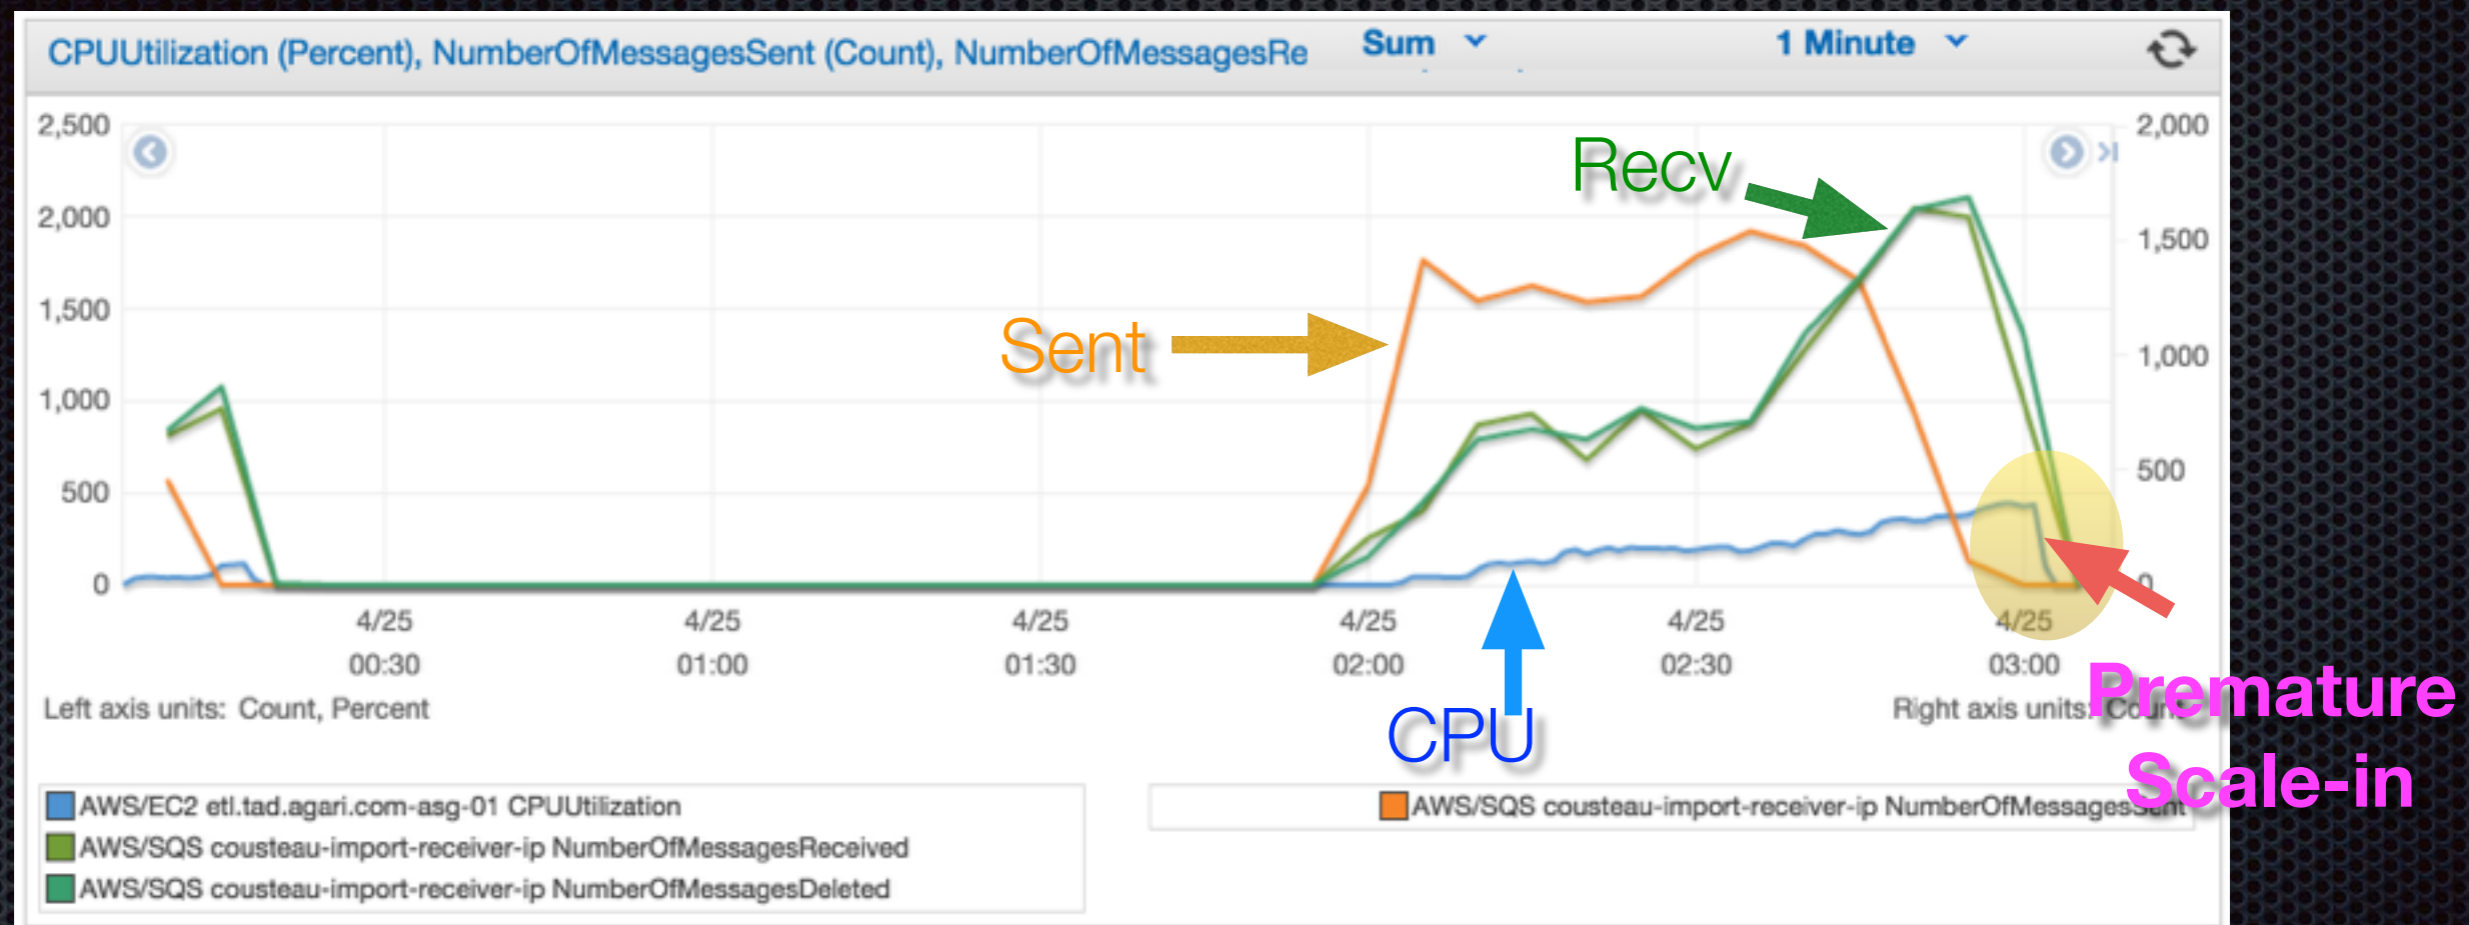 CPUUtilization (Percent), NumberOfMessagesSent (Count), NumberOfMessagesRe
Sum
1 Minute
2,500
2,000
1,500
1,000
500
0
2,000
1,500
1,000
500
0
Recv
Sent
CPU
4/25 00:30
4/25 01:00
4/25 01:30
4/25 02:00
4/25 02:30
4/25 03:00
Left axis units: Count, Percent
Right axis units: Count
Premature
Scale-in
AWS/EC2 etl.tad.agari.com-asg-01 CPUUtilization
AWS/SQS cousteau-import-receiver-ip NumberOfMessagesReceived
AWS/SQS cousteau-import-receiver-ip NumberOfMessagesDeleted
AWS/SQS cousteau-import-receiver-ip NumberOfMessagesSent